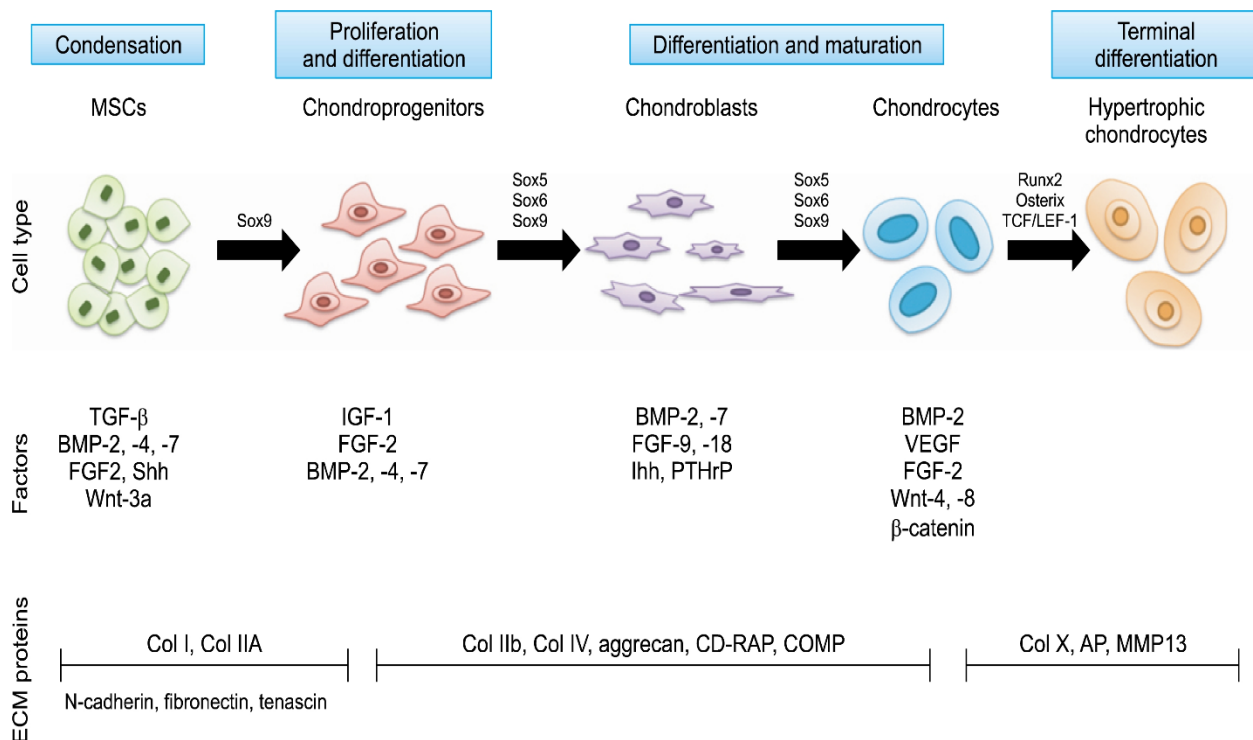 Condensation
Proliferation
and differentiation
Differentiation and maturation
Terminal
differentiation
MSCs
Chondroprogenitors
Chondroblasts
Chondrocytes
Hypertrophic
chondrocytes
Cell type
Sox9
Sox5
Sox6
Sox9
Sox5
Sox6
Sox9
Runx2
Osterix
TCF/LEF-1
Factors
TGF-β
BMP-2, -4, -7
FGF2, Shh
Wnt-3a
IGF-1
FGF-2
BMP-2, -4, -7
BMP-2, -7
FGF-9, -18
Ihh, PTHrP
BMP-2
VEGF
FGF-2
Wnt-4, -8
β-catenin
ECM proteins
Col I, Col IIA
N-cadherin, fibronectin, tenascin
Col IIb, Col IV, aggrecan, CD-RAP, COMP
Col X, AP, MMP13